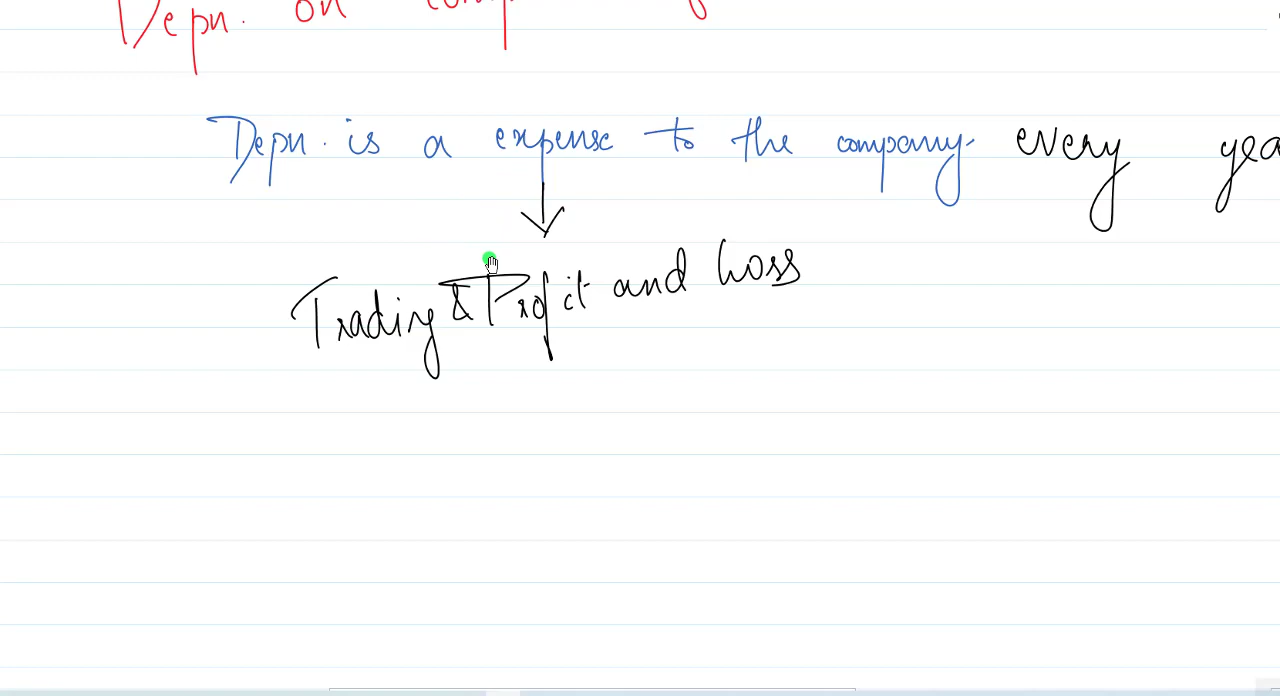 Depn. on
Depn. is a expense to the company. every
Trading & Profit and Loss